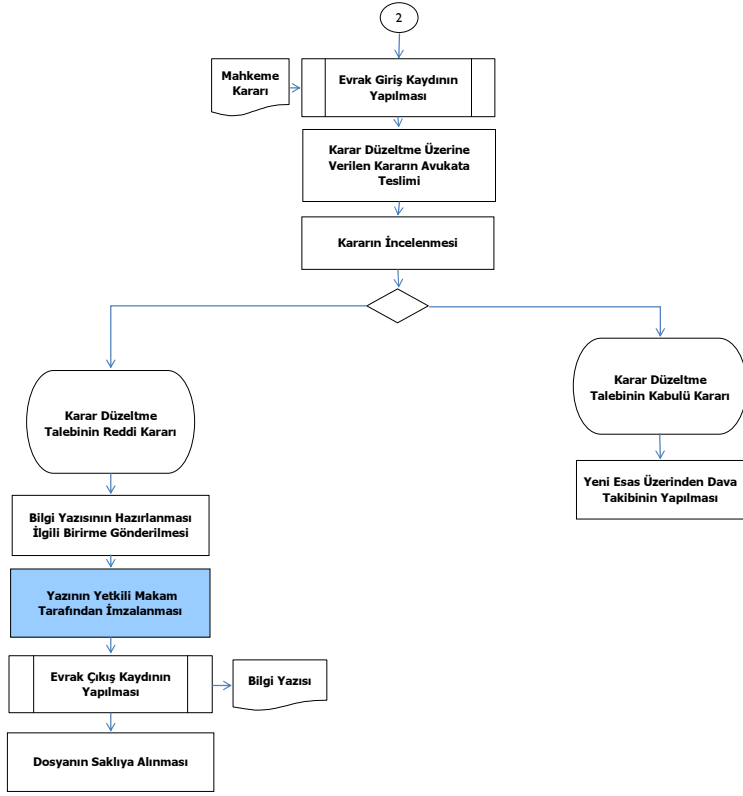 2
Mahkeme
Kararı
Evrak Giriş Kaydının
Yapılması
Karar Düzeltme Üzerine
Verilen Kararın Avukata
Teslimi
Kararın İncelenmesi
Karar Düzeltme
Talebinin Reddi Kararı
Karar Düzeltme
Talebinin Kabulü Kararı
Bilgi Yazısının Hazırlanması
İlgili Birirme Gönderilmesi
Yeni Esas Üzerinden Dava
Takibinin Yapılması
Yazının Yetkili Makam
Tarafından İmzalanması
Evrak Çıkış Kaydının
Yapılması
Bilgi Yazısı
Dosyanın Saklıya Alınması